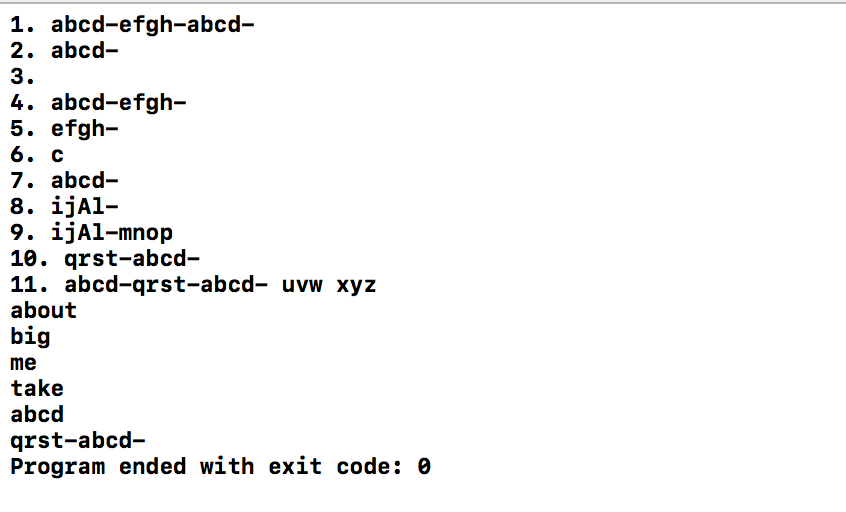 1. abcd-efgh-abcd-
2. abcd-
3.
4. abcd-efgh-
5. efgh-
6. c
7. abcd-
8. ijAl-
9. ijAl-mnop
10. qrst-abcd-
11. abcd-qrst-abcd- uvw xyz
about
big
me
take
abcd
qrst-abcd-
Program ended with exit code: 0